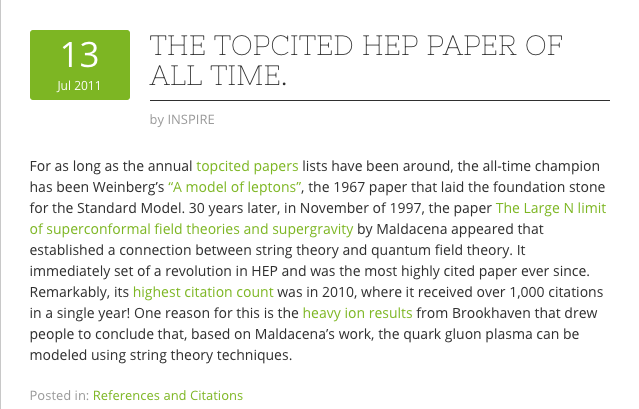 13
Jul 2011
THE TOPCITED HEP PAPER OF
ALL TIME.
by INSPIRE
For as long as the annual topcited papers lists have been around, the all-time champion
has been Weinberg's “A model of leptons”, the 1967 paper that laid the foundation stone
for the Standard Model. 30 years later, in November of 1997, the paper The Large N limit
of superconformal field theories and supergravity by Maldacena appeared that
established a connection between string theory and quantum field theory. It
immediately set of a revolution in HEP and was the most highly cited paper ever since.
Remarkably, its highest citation count was in 2010, where it received over 1,000 citations
in a single year! One reason for this is the heavy ion results from Brookhaven that drew
people to conclude that, based on Maldacena's work, the quark gluon plasma can be
modeled using string theory techniques.
Posted in: References and Citations